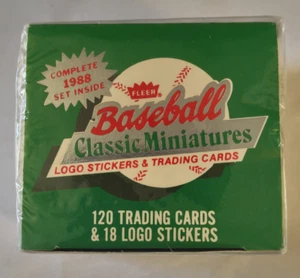 COMPLETE
1988
SET INSIDE
FLEER
Baseball
Classic Miniatures
LOGO STICKERS & TRADING CARDS
120 TRADING CARDS
& 18 LOGO STICKERS